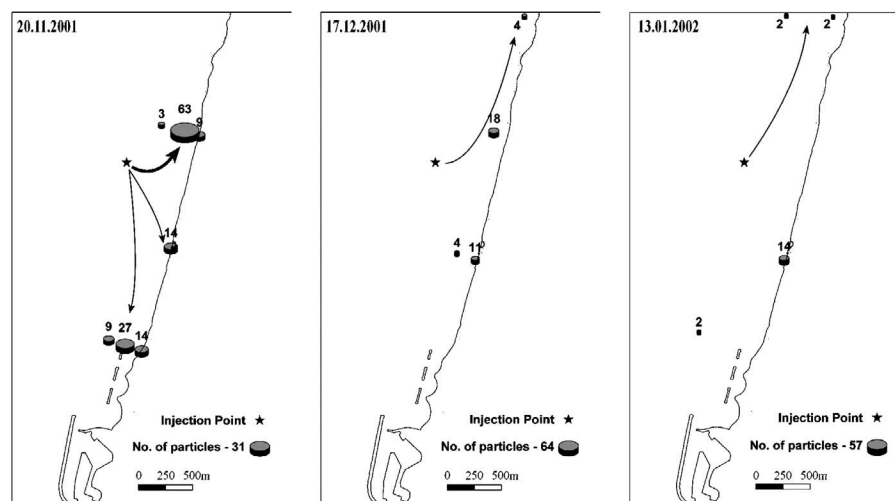 20.11.2001
3
63
9
14
9
27
14
Injection Point
No. of particles - 31
0 250 500m
17.12.2001
4
18
4
11
Injection Point
No. of particles - 64
0 250 500m
13.01.2002
2
2
14
2
Injection Point
No. of particles - 57
0 250 500m